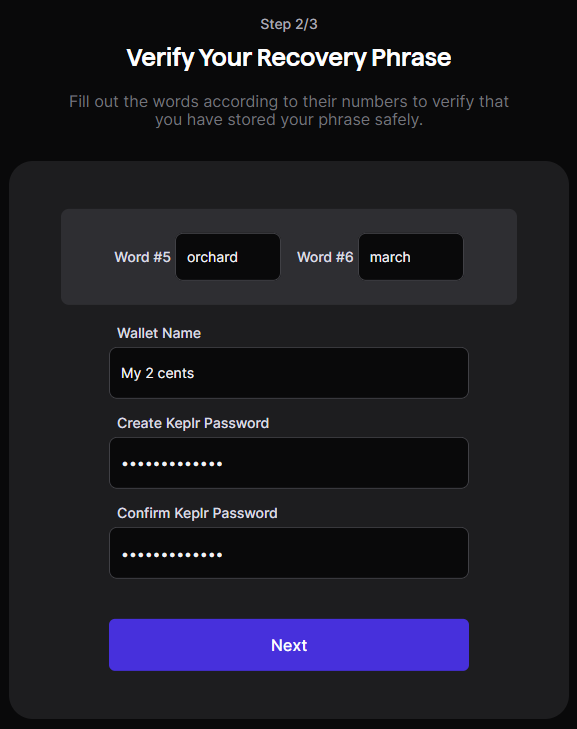 Step 2/3
Verify Your Recovery Phrase
Fill out the words according to their numbers to verify that
you have stored your phrase safely.
Word #5 orchard Word #6 march
Wallet Name
My 2 cents
Create Keplr Password
•••••••••••••
Confirm Keplr Password
•••••••••••••
Next